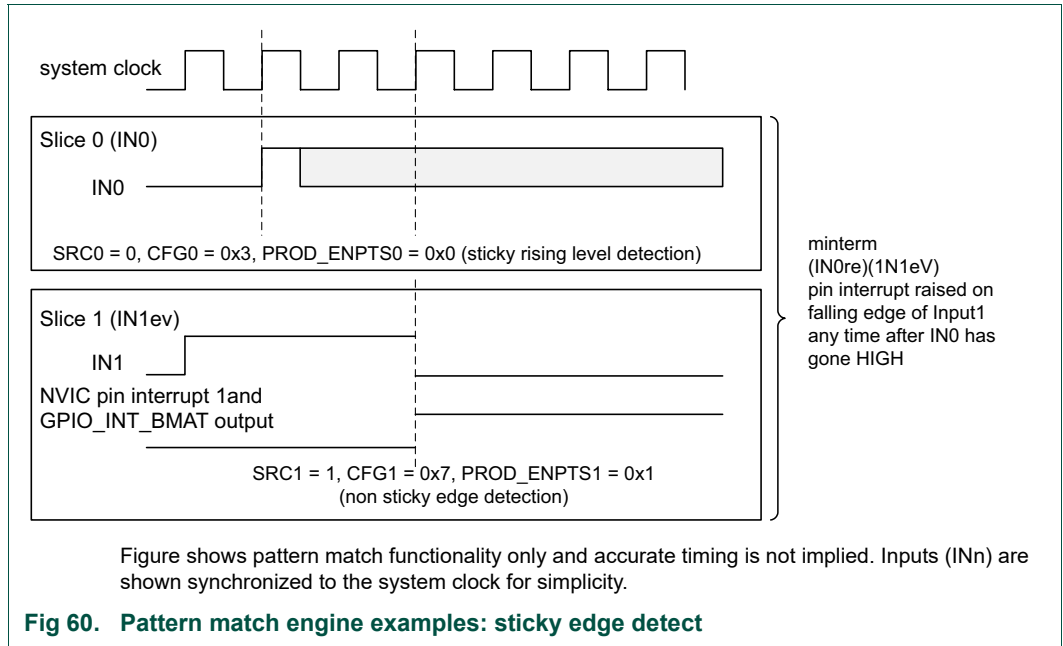 system clock
Slice 0 (IN0)
IN0
SRC0 = 0, CFG0 = 0x3, PROD_ENPTS0 = 0x0 (sticky rising level detection)
Slice 1 (IN1ev)
IN1
NVIC pin interrupt 1and
GPIO_INT_BMAT output
SRC1 = 1, CFG1 = 0x7, PROD_ENPTS1 = 0x1
(non sticky edge detection)
minterm
(IN0re)(1N1eV)
pin interrupt raised on
falling edge of Input1
any time after IN0 has
gone HIGH
Figure shows pattern match functionality only and accurate timing is not implied. Inputs (INn) are
shown synchronized to the system clock for simplicity.
Fig 60. Pattern match engine examples: sticky edge detect